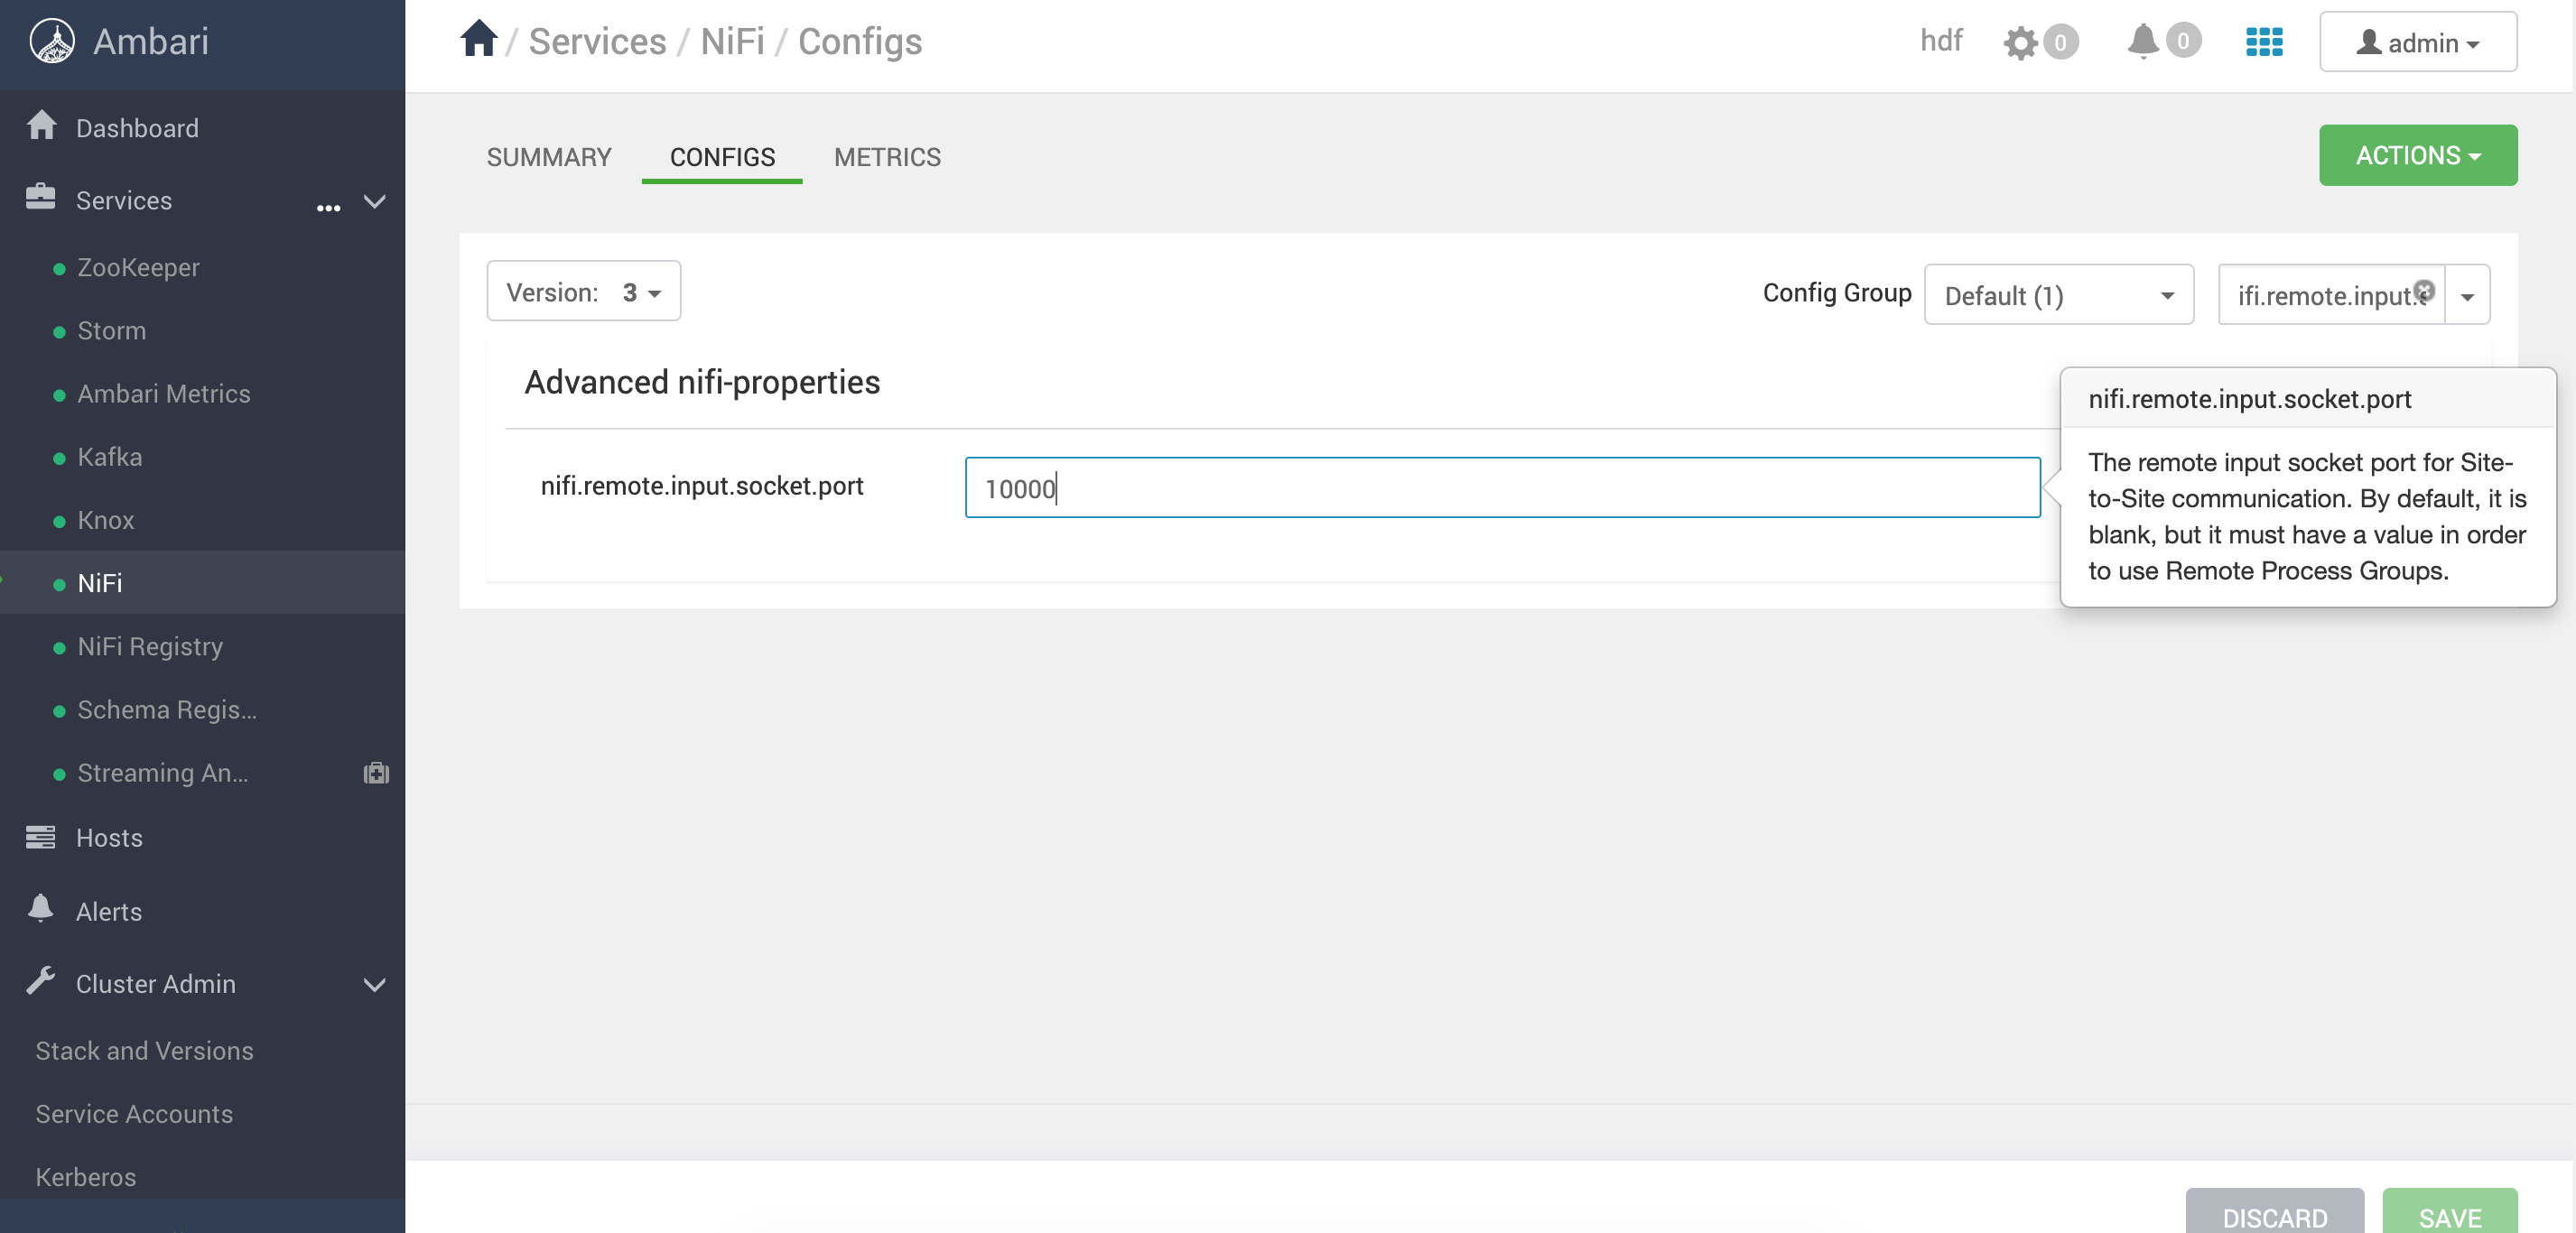 Ambari
/ Services / NiFi / Configs
hdf
0
0
admin
Dashboard
Services
...
ZooKeeper
Storm
Ambari Metrics
Kafka
Knox
NiFi
NiFi Registry
Schema Regis...
Streaming An...
Hosts
Alerts
Cluster Admin
Stack and Versions
Service Accounts
Kerberos
SUMMARY
CONFIGS
METRICS
ACTIONS
Version: 3
Config Group
Default (1)
ifi.remote.input.
Advanced nifi-properties
nifi.remote.input.socket.port
10000
nifi.remote.input.socket.port
The remote input socket port for Site-
to-Site communication. By default, it is
blank, but it must have a value in order
to use Remote Process Groups.
DISCARD
SAVE